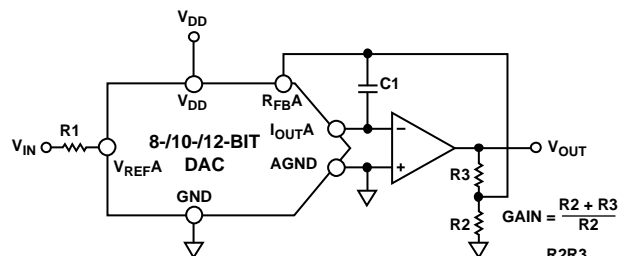 VDD
VDD
RFBA
C1
VIN
R1
8-/10-/12-BIT
DAC
IOUTA
−
VREFA
AGND
+
VOUT
GND
R3
R2
GAIN = R2 + R3
R2
R2R3